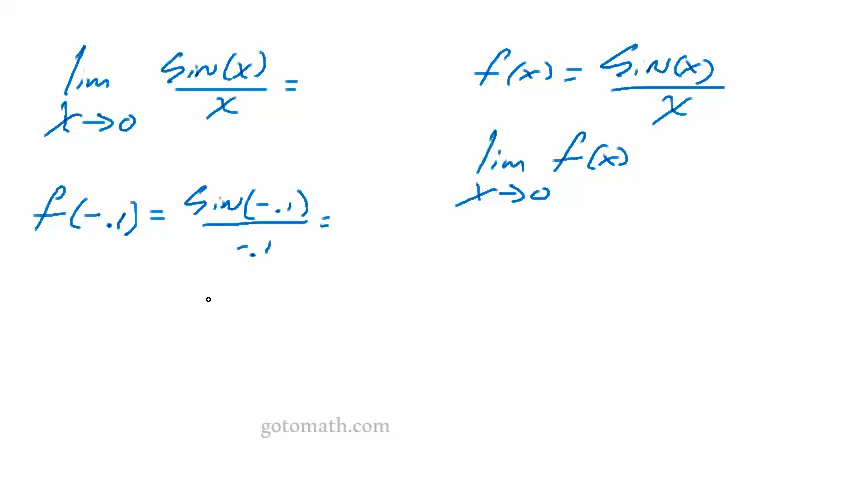 lim sin(x)/x =
x→0
f(-.1) = sin(-.1)/-.1 =
f(x) = sin(x)/x
lim f(x)
x→0
gotomath.com